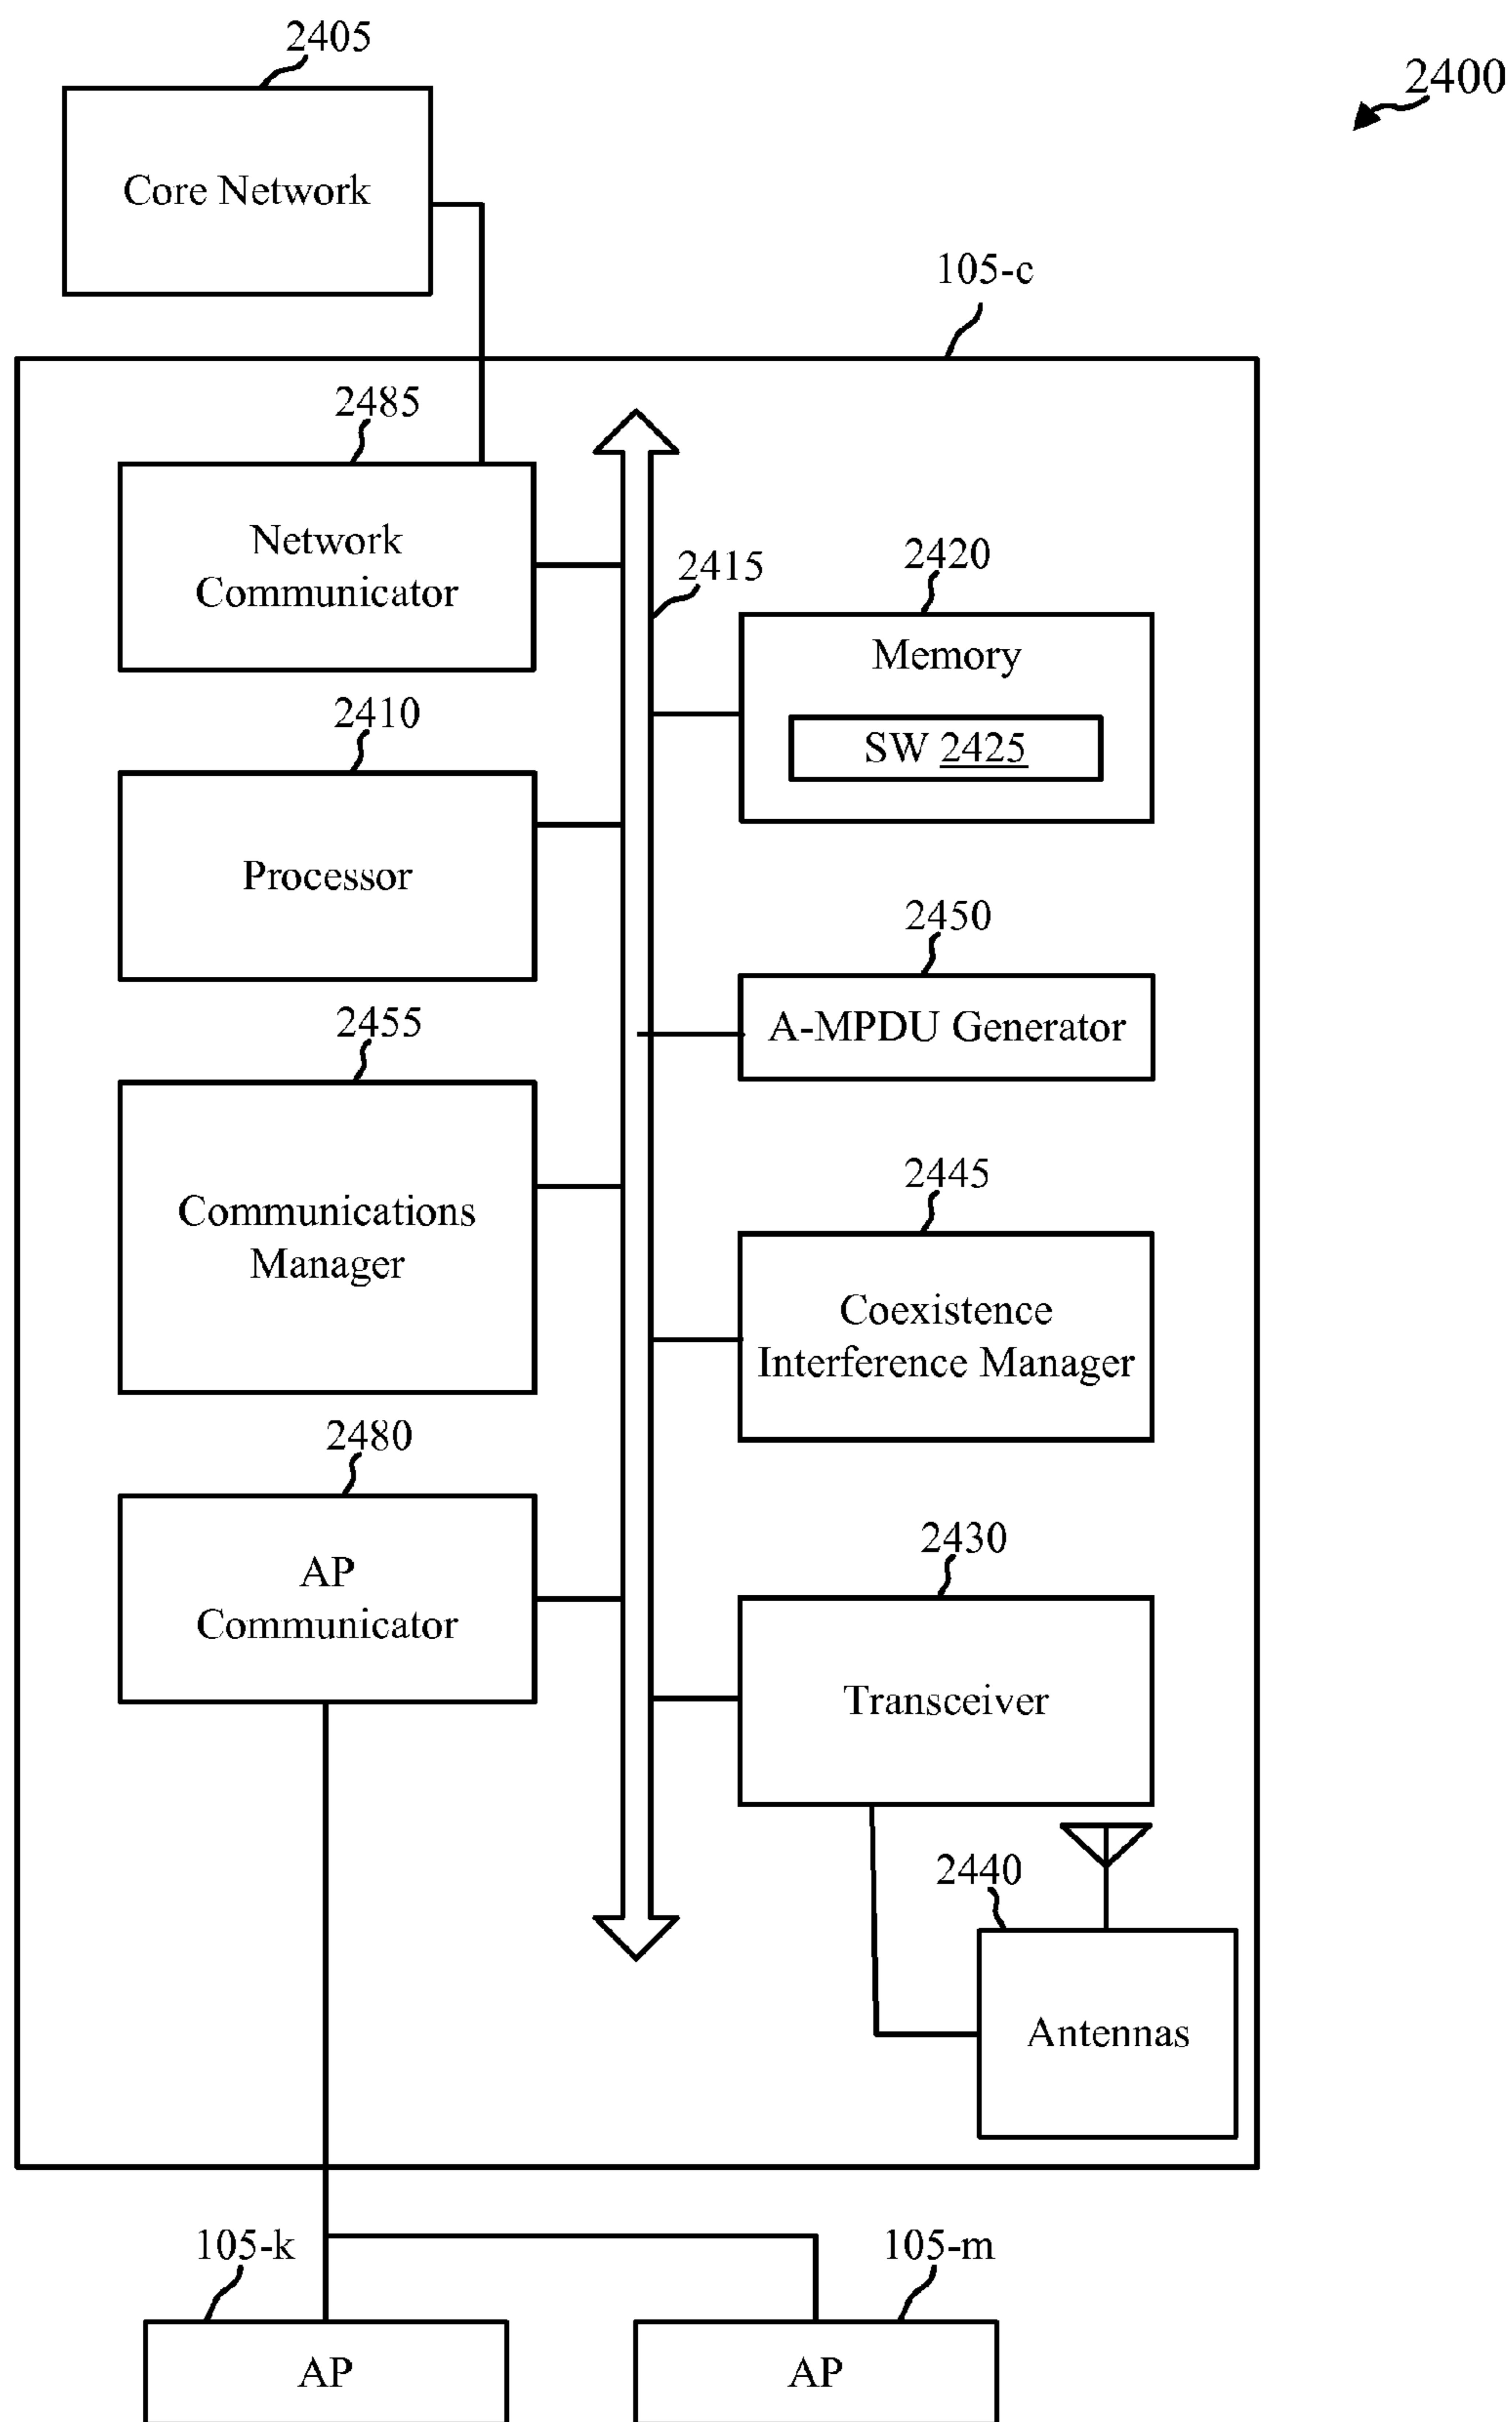 2405
2400
Core Network
105-c
2485
Network
Communicator
2415
2420
Memory
SW 2425
2410
Processor
2450
A-MPDU Generator
2455
Communications
Manager
2445
Coexistence
Interference Manager
2480
AP
Communicator
2430
Transceiver
2440
Antennas
105-k
105-m
AP
AP